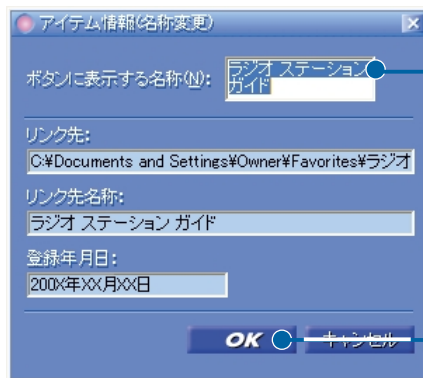 アイテム情報(名称変更)
ボタンに表示する名称(N):
ラジオ ステーション
ガイド
リンク先:
C:¥Documents and Settings¥Owner¥Favorites¥ラジオ
リンク先名称:
ラジオ ステーション ガイド
登録年月日:
200X年XX月XX日
OK
キャンセル